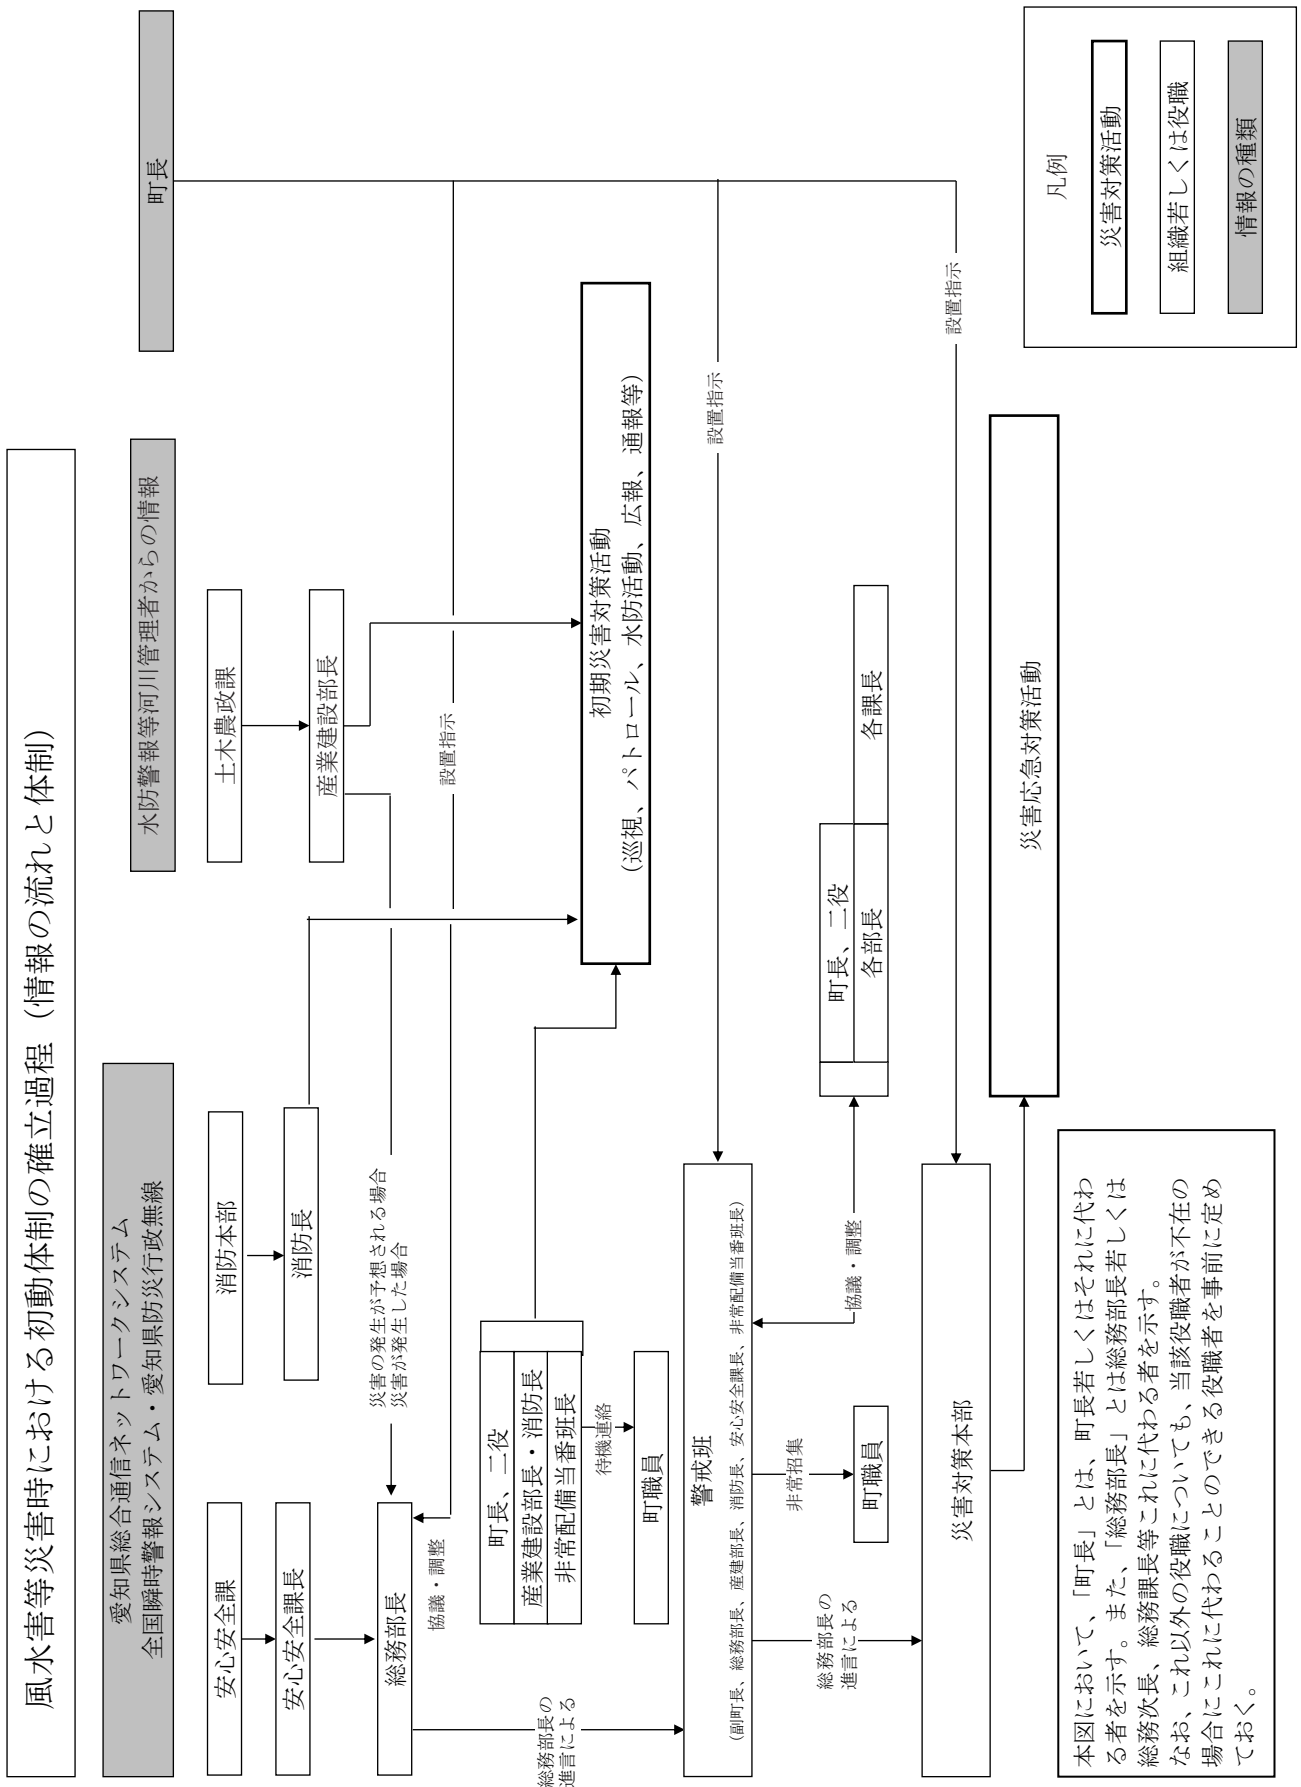 風水害等災害時における初動体制の確立過程（情報の流れと体制）
愛知県総合通信ネットワークシステム
全国瞬時警報システム・愛知県防災行政無線
水防警報等河川管理者からの情報
町長
安心安全課
消防本部
土木農政課
安心安全課長
消防長
産業建設部長
災害の発生が予想される場合
災害が発生した場合
総務部長
協議・調整
設置指示
町長、二役
産業建設部長・消防長
非常配備当番班長
待機連絡
町職員
初期災害対策活動
（巡視、パトロール、水防活動、広報、通報等）
総務部長の
進言による
設置指示
警戒班
（副町長、総務部長、産建部長、消防長、安心安全課長、非常配備当番班長）
非常招集
町職員
協議・調整
町長、二役
各部長
各課長
総務部長の
進言による
設置指示
災害対策本部
災害応急対策活動
本図において、「町長」とは、町長若しくはそれに代わ
る者を示す。また、「総務部長」とは総務部長若しくは
総務次長、総務課長等これに代わる者を示す。
なお、これ以外の役職についても、当該役職者が不在の
場合にこれに代わることのできる役職者を事前に定め
ておく。
凡例
災害対策活動
組織若しくは役職
情報の種類